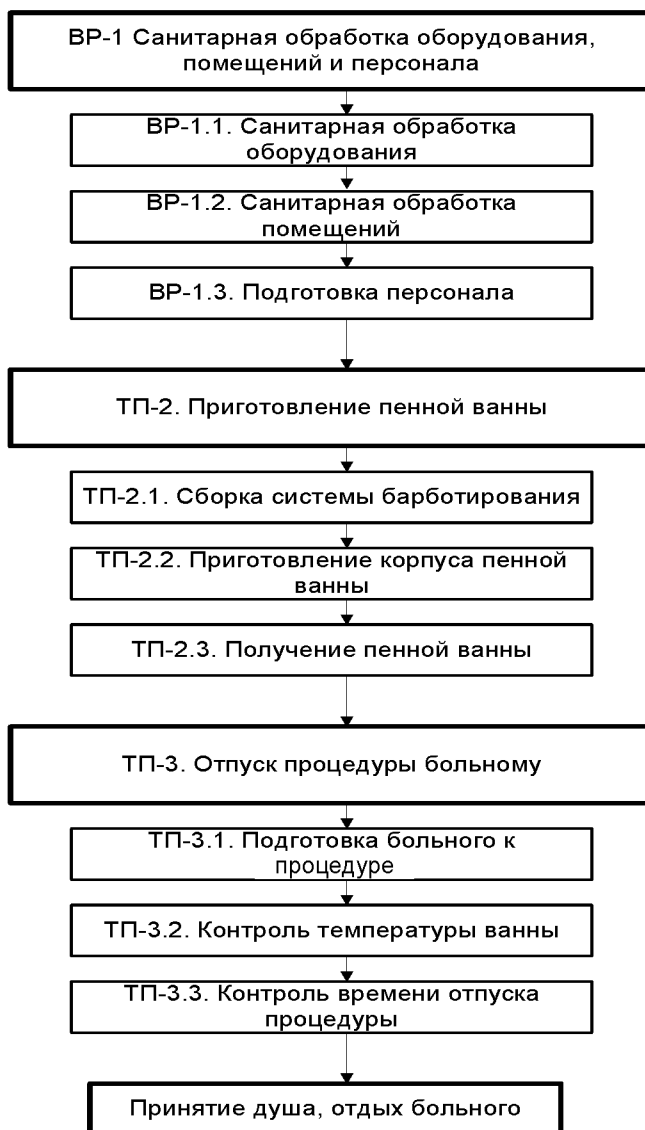 ВР-1 Санитарная обработка оборудования,
помещений и персонала
ВР-1.1. Санитарная обработка
оборудования
ВР-1.2. Санитарная обработка
помещений
ВР-1.3. Подготовка персонала
ТП-2. Приготовление пенной ванны
ТП-2.1. Сборка системы барботирования
ТП-2.2. Приготовление корпуса пенной
ванны
ТП-2.3. Получение пенной ванны
ТП-3. Отпуск процедуры больному
ТП-3.1. Подготовка больного к
процедуре
ТП-3.2. Контроль температуры ванны
ТП-3.3. Контроль времени отпуска
процедуры
Принятие душа, отдых больного